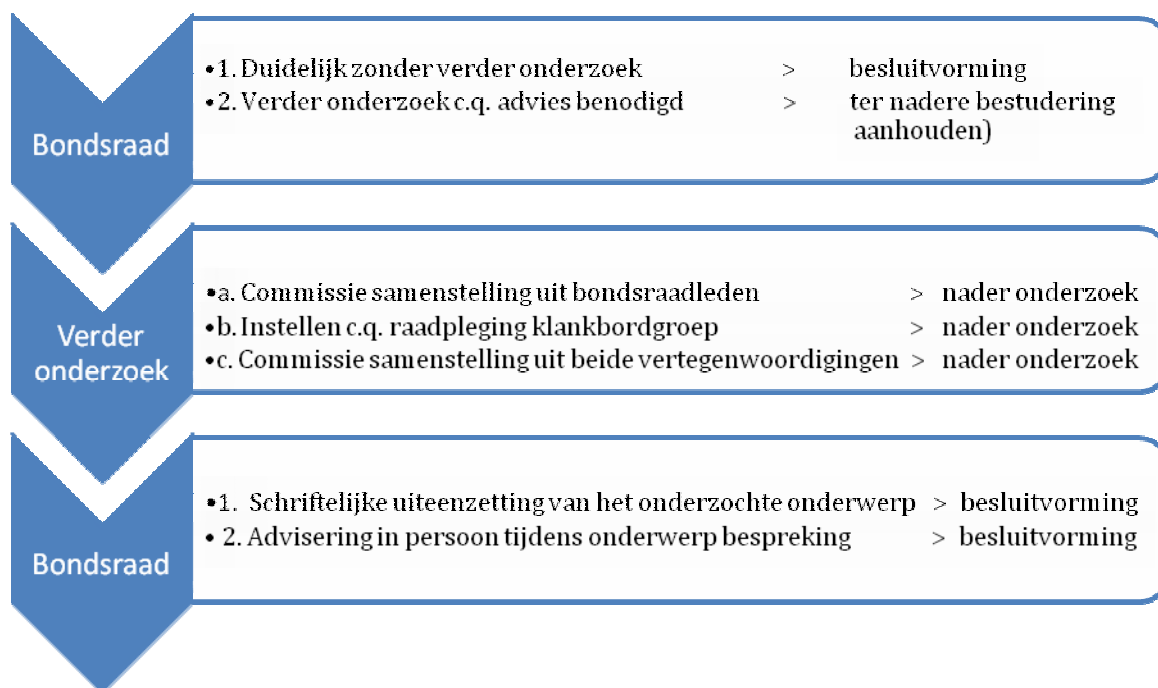 Bondsraad
•1. Duidelijk zonder verder onderzoek > besluitvorming
•2. Verder onderzoek c.q. advies benodigd > ter nadere bestudering
aanhouden)
Verder
onderzoek
•a. Commissie samenstelling uit bondsraadleden > nader onderzoek
•b. Instellen c.q. raadpleging klankbordgroep > nader onderzoek
•c. Commissie samenstelling uit beide vertegenwoordigingen > nader onderzoek
Bondsraad
•1. Schriftelijke uiteenzetting van het onderzochte onderwerp > besluitvorming
• 2. Advisering in persoon tijdens onderwerp bespreking > besluitvorming